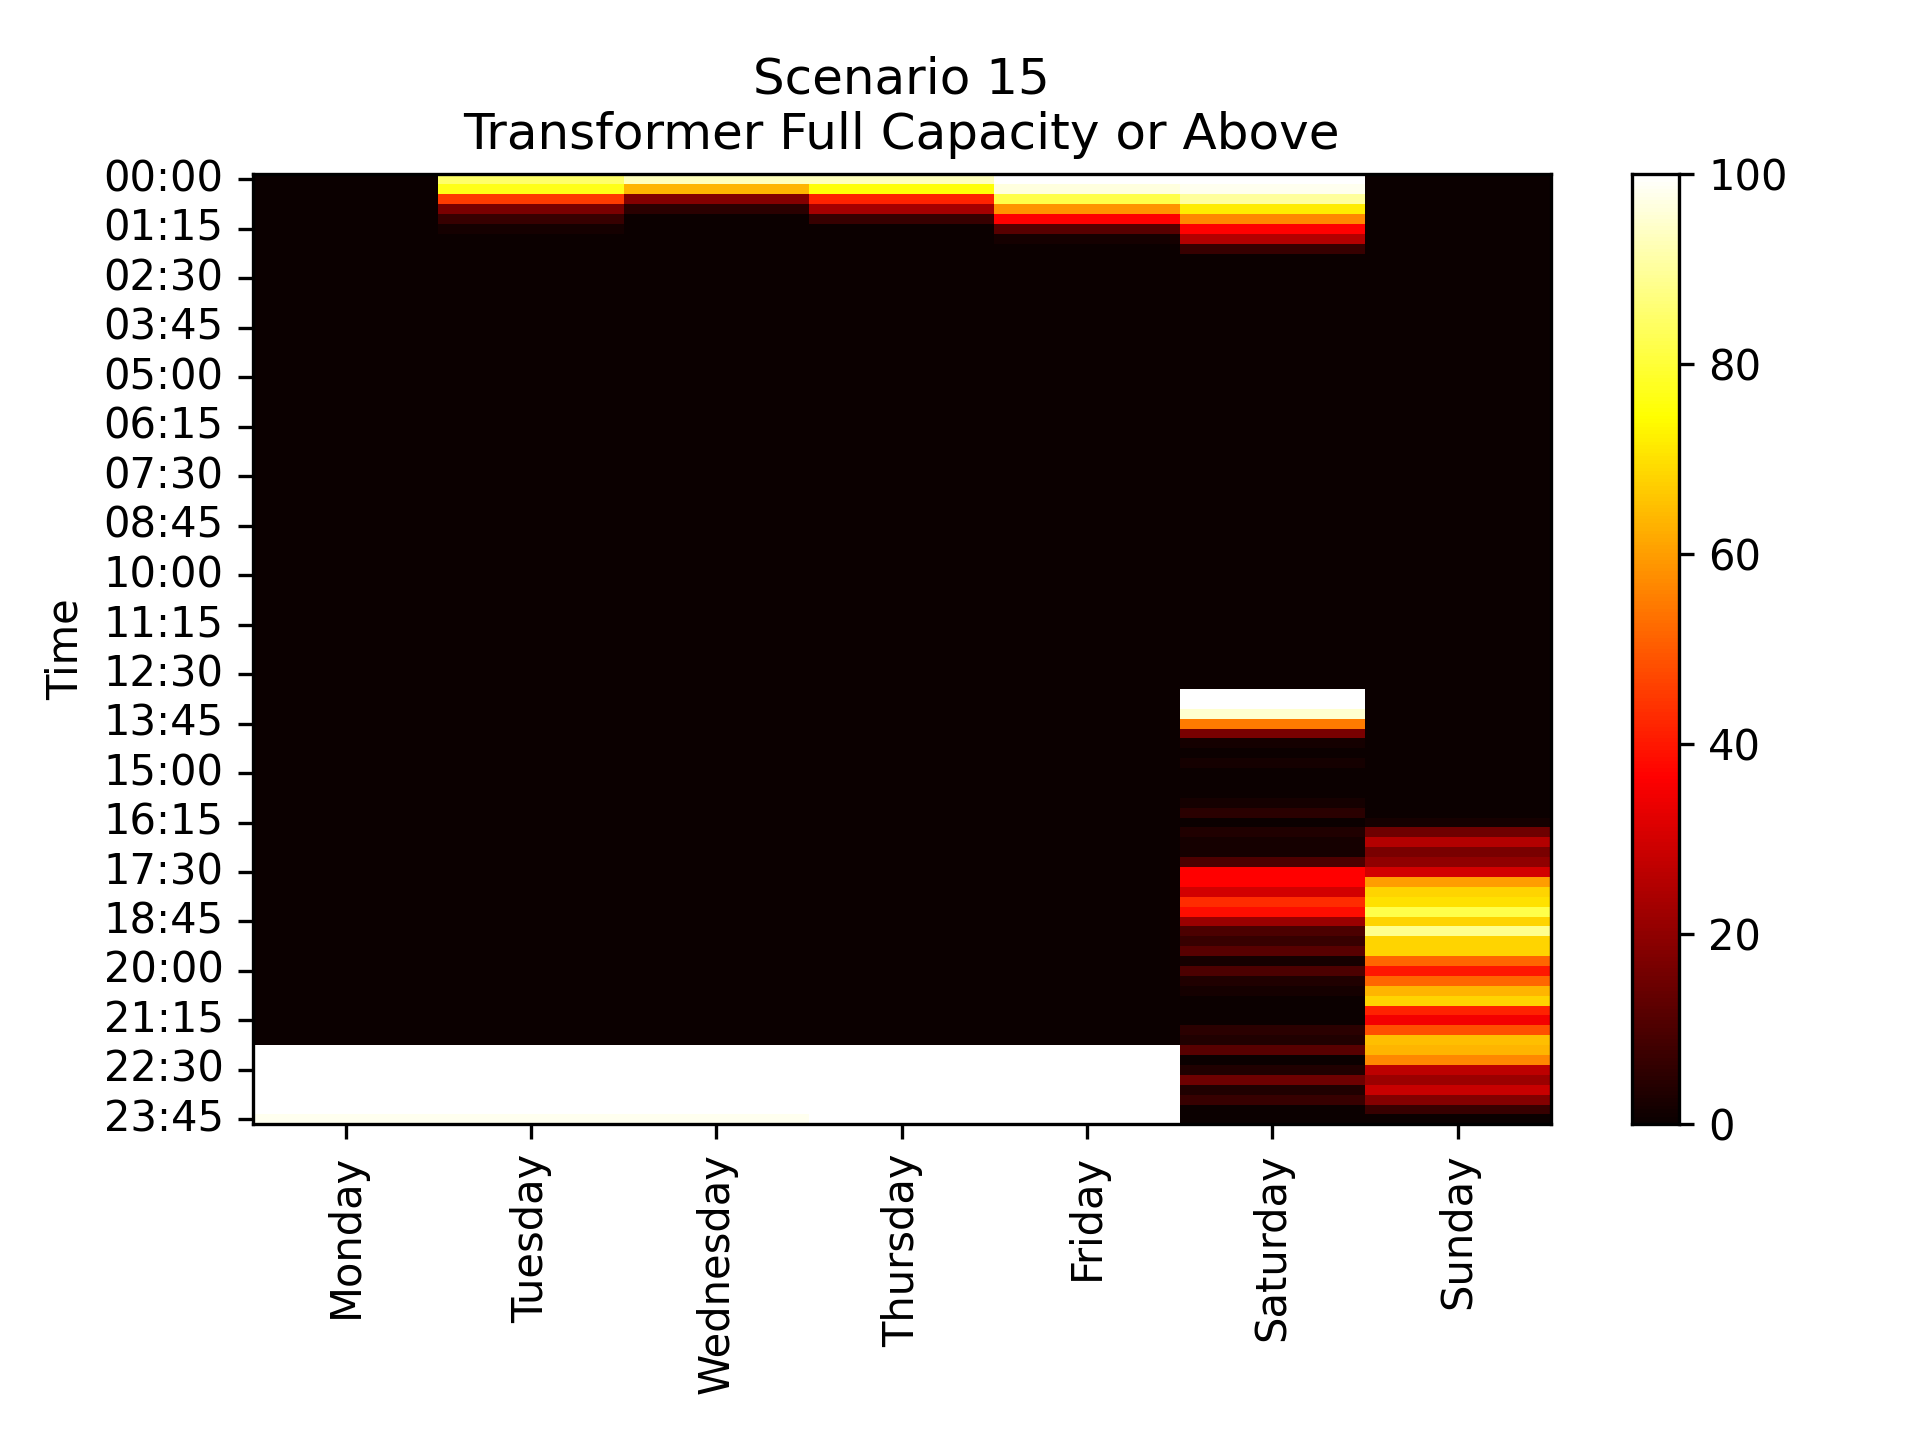 Scenario 15
Transformer Full Capacity or Above
Time
00:00
01:15
02:30
03:45
05:00
06:15
07:30
08:45
10:00
11:15
12:30
13:45
15:00
16:15
17:30
18:45
20:00
21:15
22:30
23:45
Monday
Tuesday
Wednesday
Thursday
Friday
Saturday
Sunday
100
80
60
40
20
0